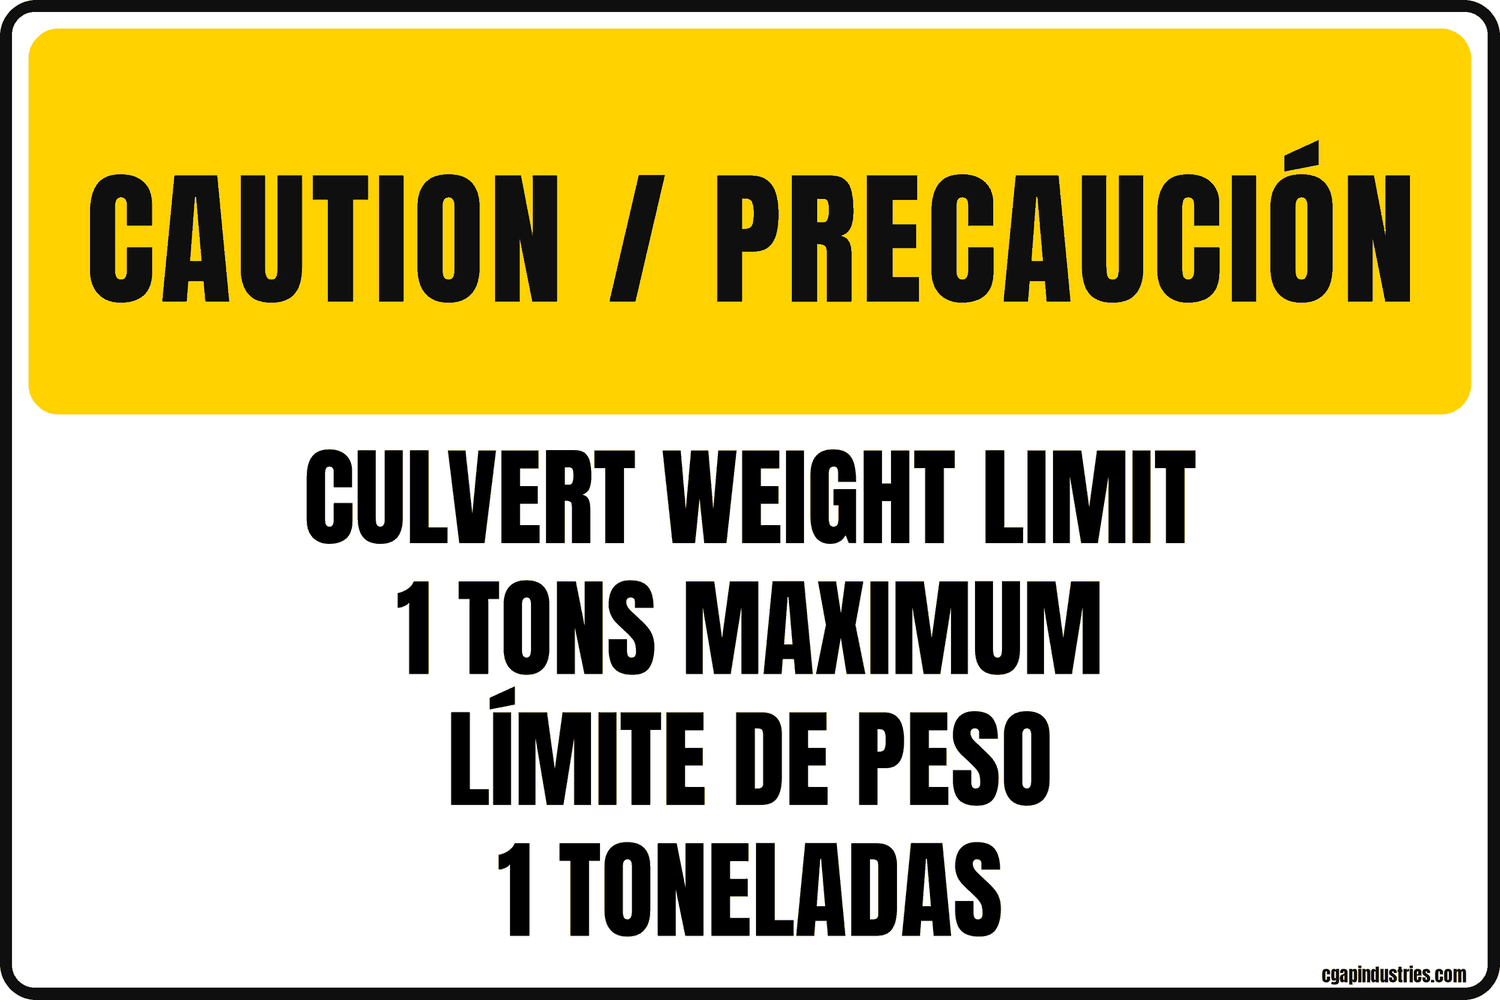 CAUTION / PRECAUCIÓN
CULVERT WEIGHT LIMIT
1 TONS MAXIMUM
LÍMITE DE PESO
1 TONELADAS
cgapindustries.com